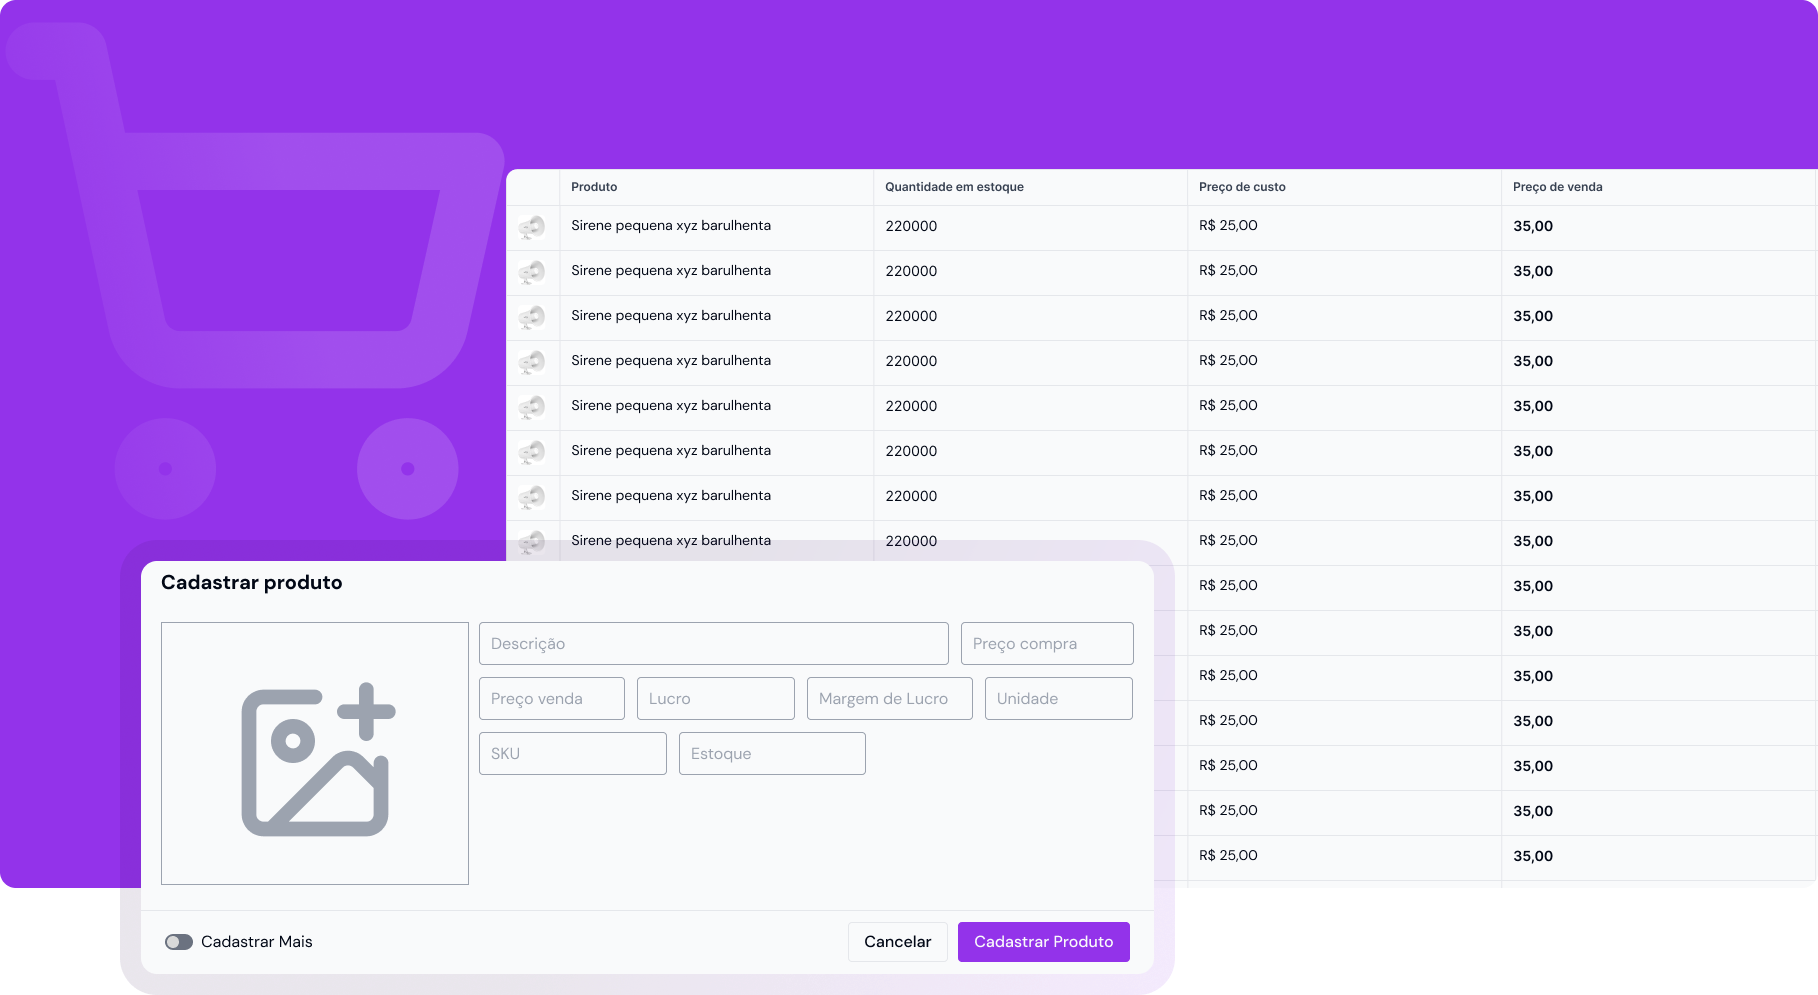 Produto Quantidade em estoque Preço de custo Preço de venda
Sirene pequena xyz barulhenta 220000 R$ 25,00 35,00
Sirene pequena xyz barulhenta 220000 R$ 25,00 35,00
Sirene pequena xyz barulhenta 220000 R$ 25,00 35,00
Sirene pequena xyz barulhenta 220000 R$ 25,00 35,00
Sirene pequena xyz barulhenta 220000 R$ 25,00 35,00
Sirene pequena xyz barulhenta 220000 R$ 25,00 35,00
Sirene pequena xyz barulhenta 220000 R$ 25,00 35,00
Sirene pequena xyz barulhenta 220000 R$ 25,00 35,00
R$ 25,00 35,00
R$ 25,00 35,00
R$ 25,00 35,00
R$ 25,00 35,00
R$ 25,00 35,00
R$ 25,00 35,00
R$ 25,00 35,00
Cadastrar produto
Descrição Preço compra
Preço venda Lucro Margem de Lucro Unidade
SKU Estoque
Cadastrar Mais Cancelar Cadastrar Produto